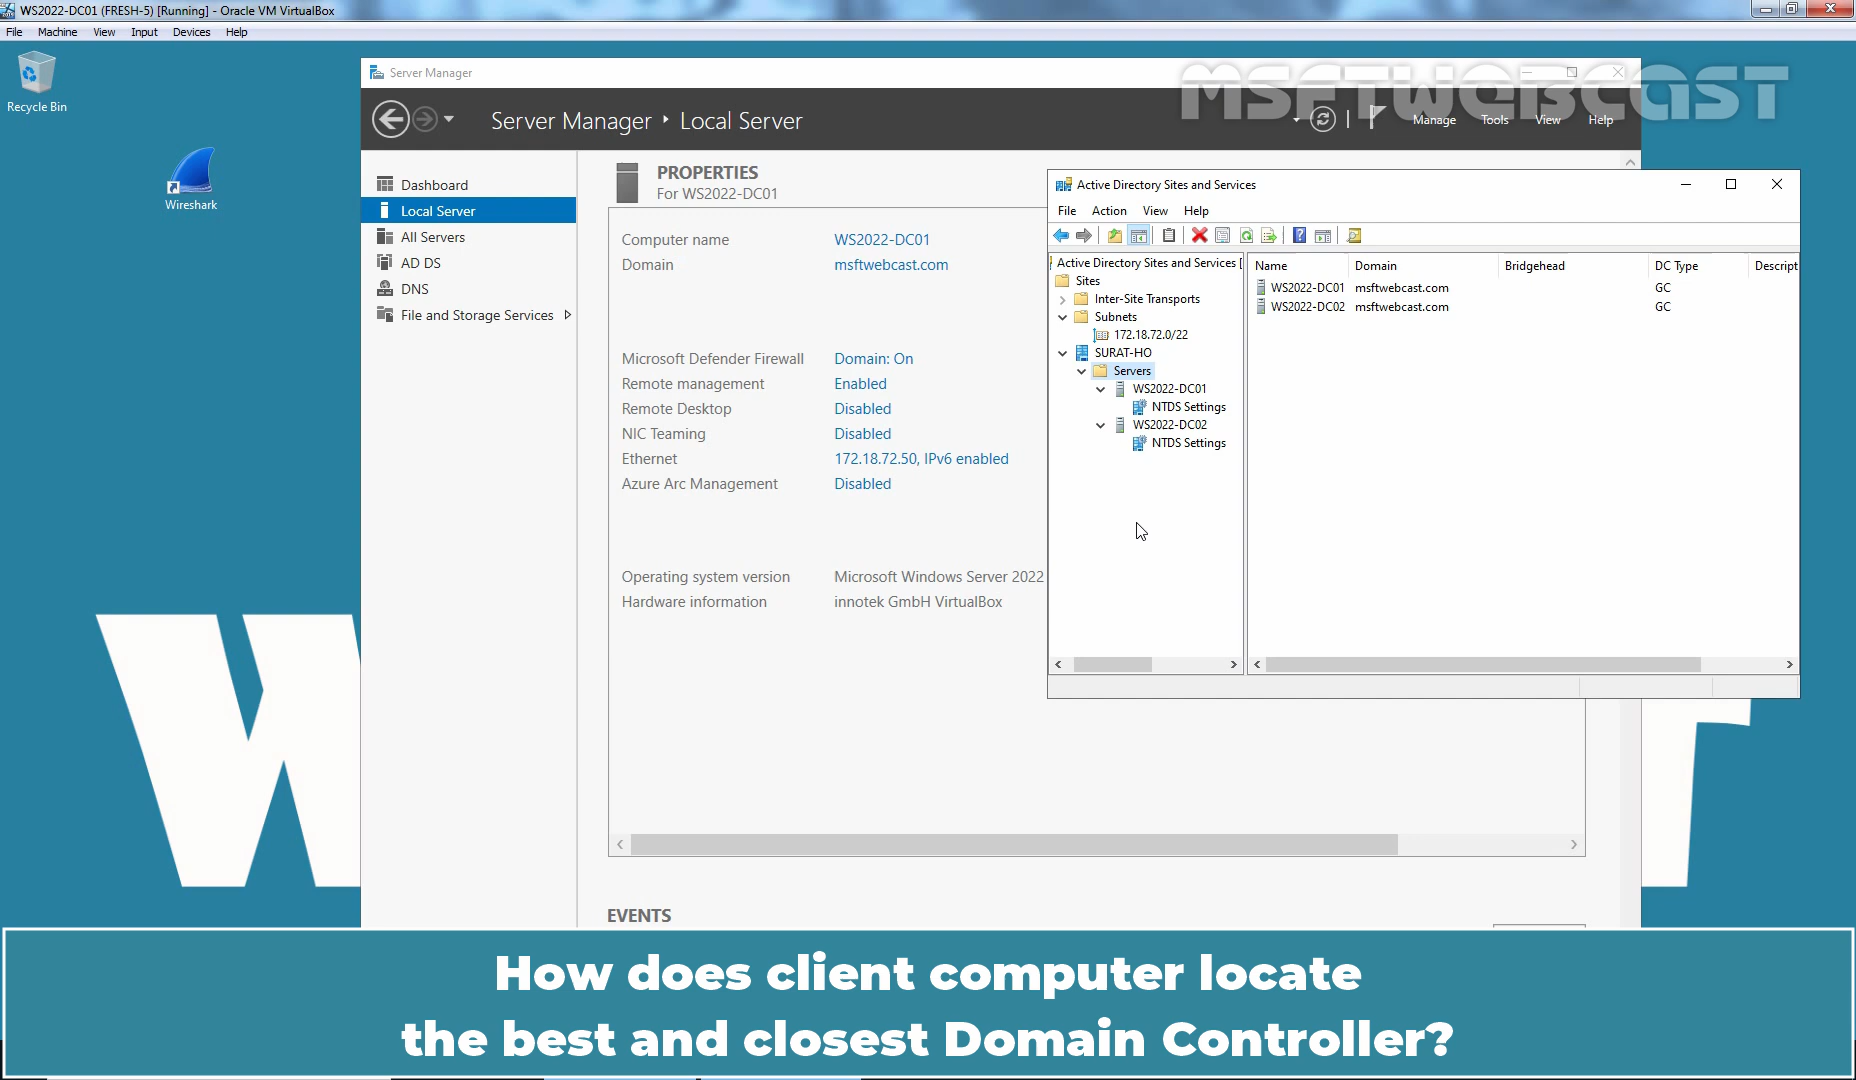 WS2022-DC01 (FRESH-5) [Running] - Oracle VM VirtualBox
File Machine View Input Devices Help
Recycle Bin
Wireshark
Server Manager
MSFTWEBCAST
Server Manager ‣ Local Server
Manage Tools View Help
Dashboard
Local Server
All Servers
AD DS
DNS
File and Storage Services
PROPERTIES
For WS2022-DC01
Computer name WS2022-DC01
Domain msftwebcast.com
Microsoft Defender Firewall Domain: On
Remote management Enabled
Remote Desktop Disabled
NIC Teaming Disabled
Ethernet 172.18.72.50, IPv6 enabled
Azure Arc Management Disabled
Operating system version Microsoft Windows Server 2022
Hardware information innotek GmbH VirtualBox
EVENTS
Active Directory Sites and Services
File Action View Help
Active Directory Sites and Services [
Sites
Inter-Site Transports
Subnets
172.18.72.0/22
SURAT-HO
Servers
WS2022-DC01
NTDS Settings
WS2022-DC02
NTDS Settings
Name Domain Bridgehead DC Type Descript
WS2022-DC01 msftwebcast.com GC
WS2022-DC02 msftwebcast.com GC
How does client computer locate
the best and closest Domain Controller?